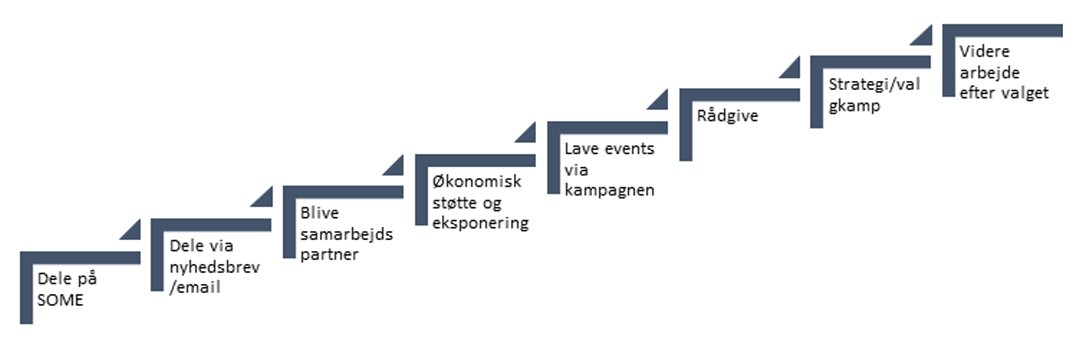 Dele på
SOME
Dele via
nyhedsbrev
/email
Blive
samarbejds
partner
Økonomisk
støtte og
eksponering
Lave events
via
kampagnen
Rådgive
Strategi/val
gkamp
Videre
arbejde
efter valget